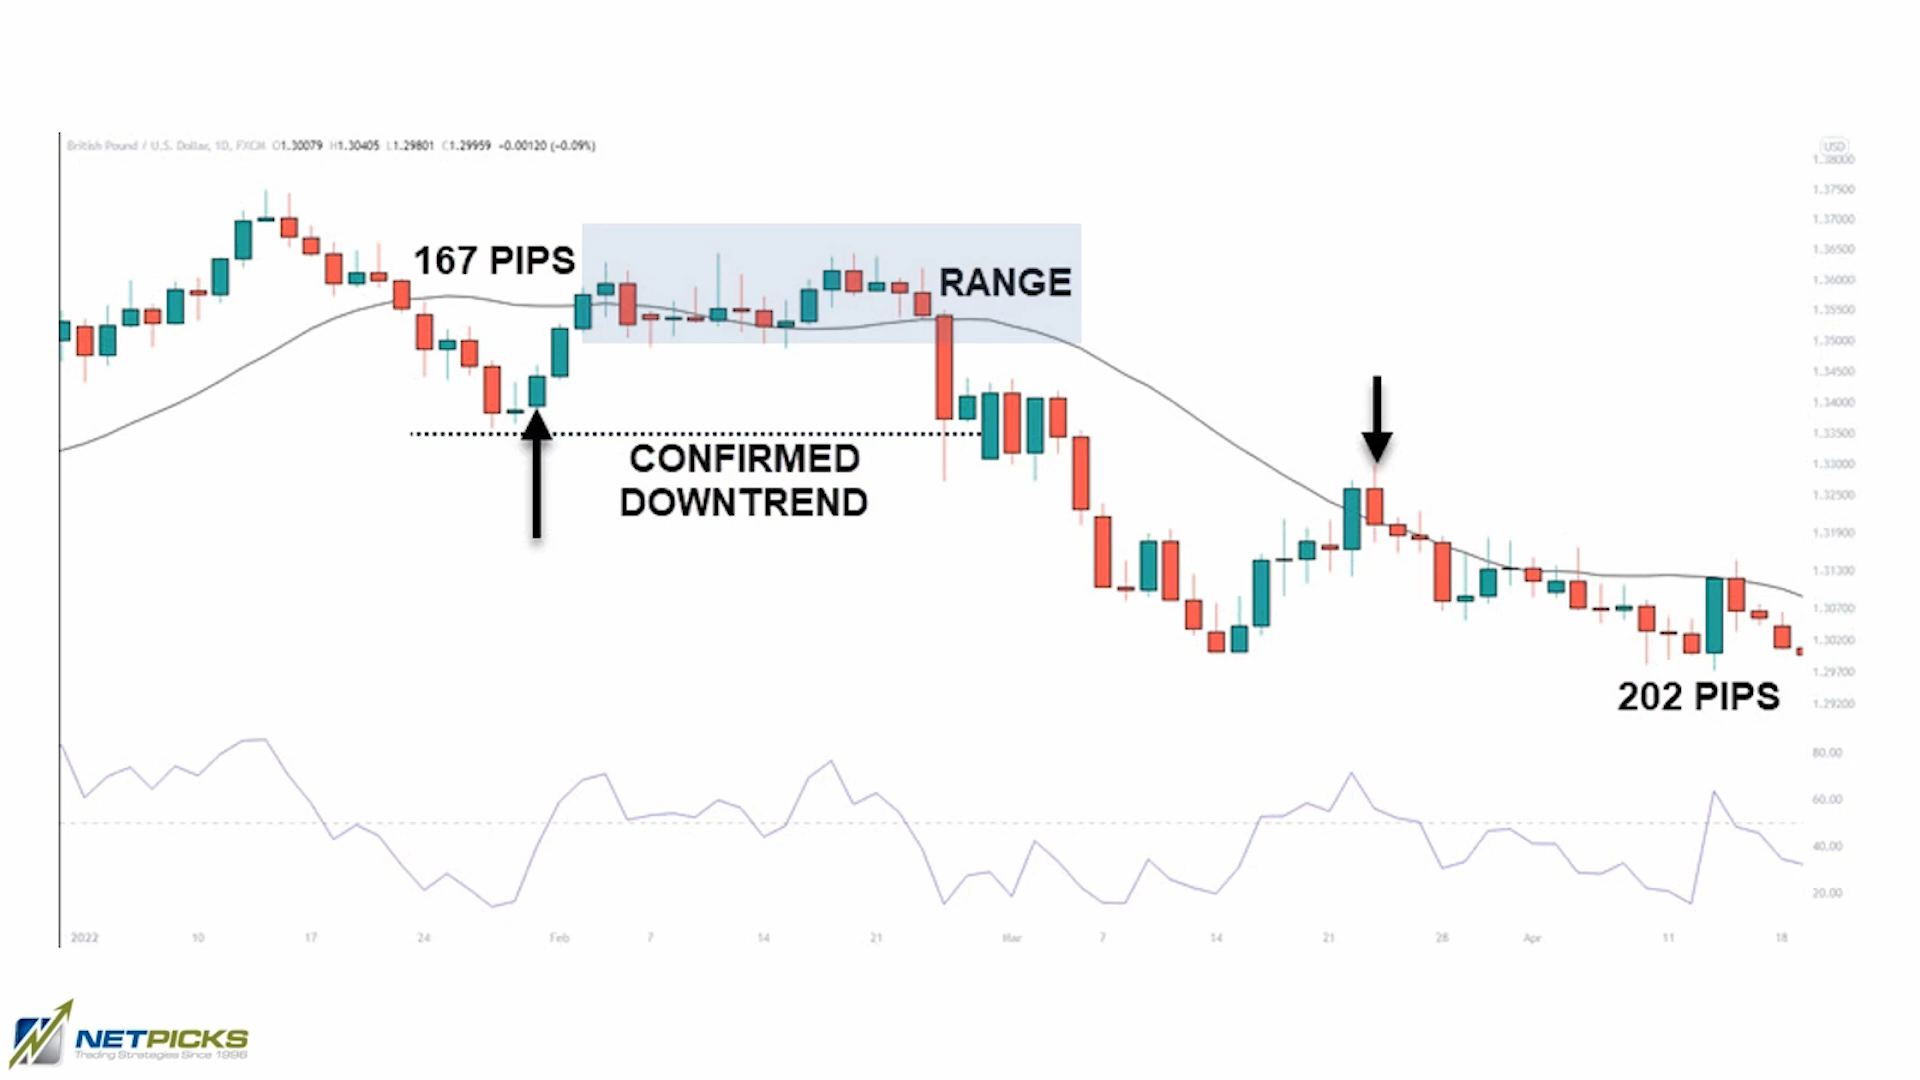 British Pound / U.S. Dollar, 1D, FXCM O1.30079 H1.30405 L1.29801 C1.29959 -0.00120 (-0.09%)
USD
1.38000
1.37500
1.37000
167 PIPS
1.36500
RANGE
1.36000
1.35500
1.35000
1.34500
1.34000
1.33500
CONFIRMED
DOWNTREND
1.33000
1.32500
1.31900
1.31300
1.30700
1.30200
1.29700
202 PIPS
1.29200
80.00
60.00
40.00
20.00
2022 10 17 24 Feb 7 14 21 Mar 7 14 21 28 Apr 11 18
NETPICKS
Trading Strategies Since 1996